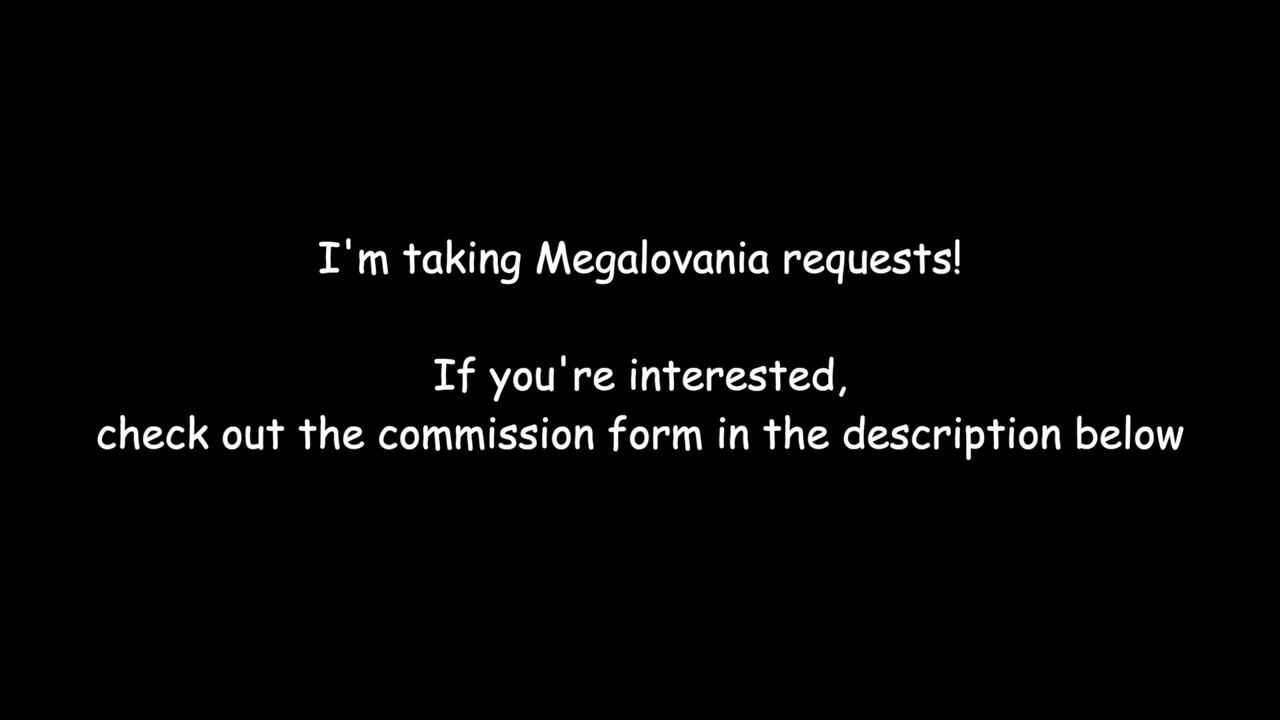 I'm taking Megalovania requests!
If you're interested,
check out the commission form in the description below